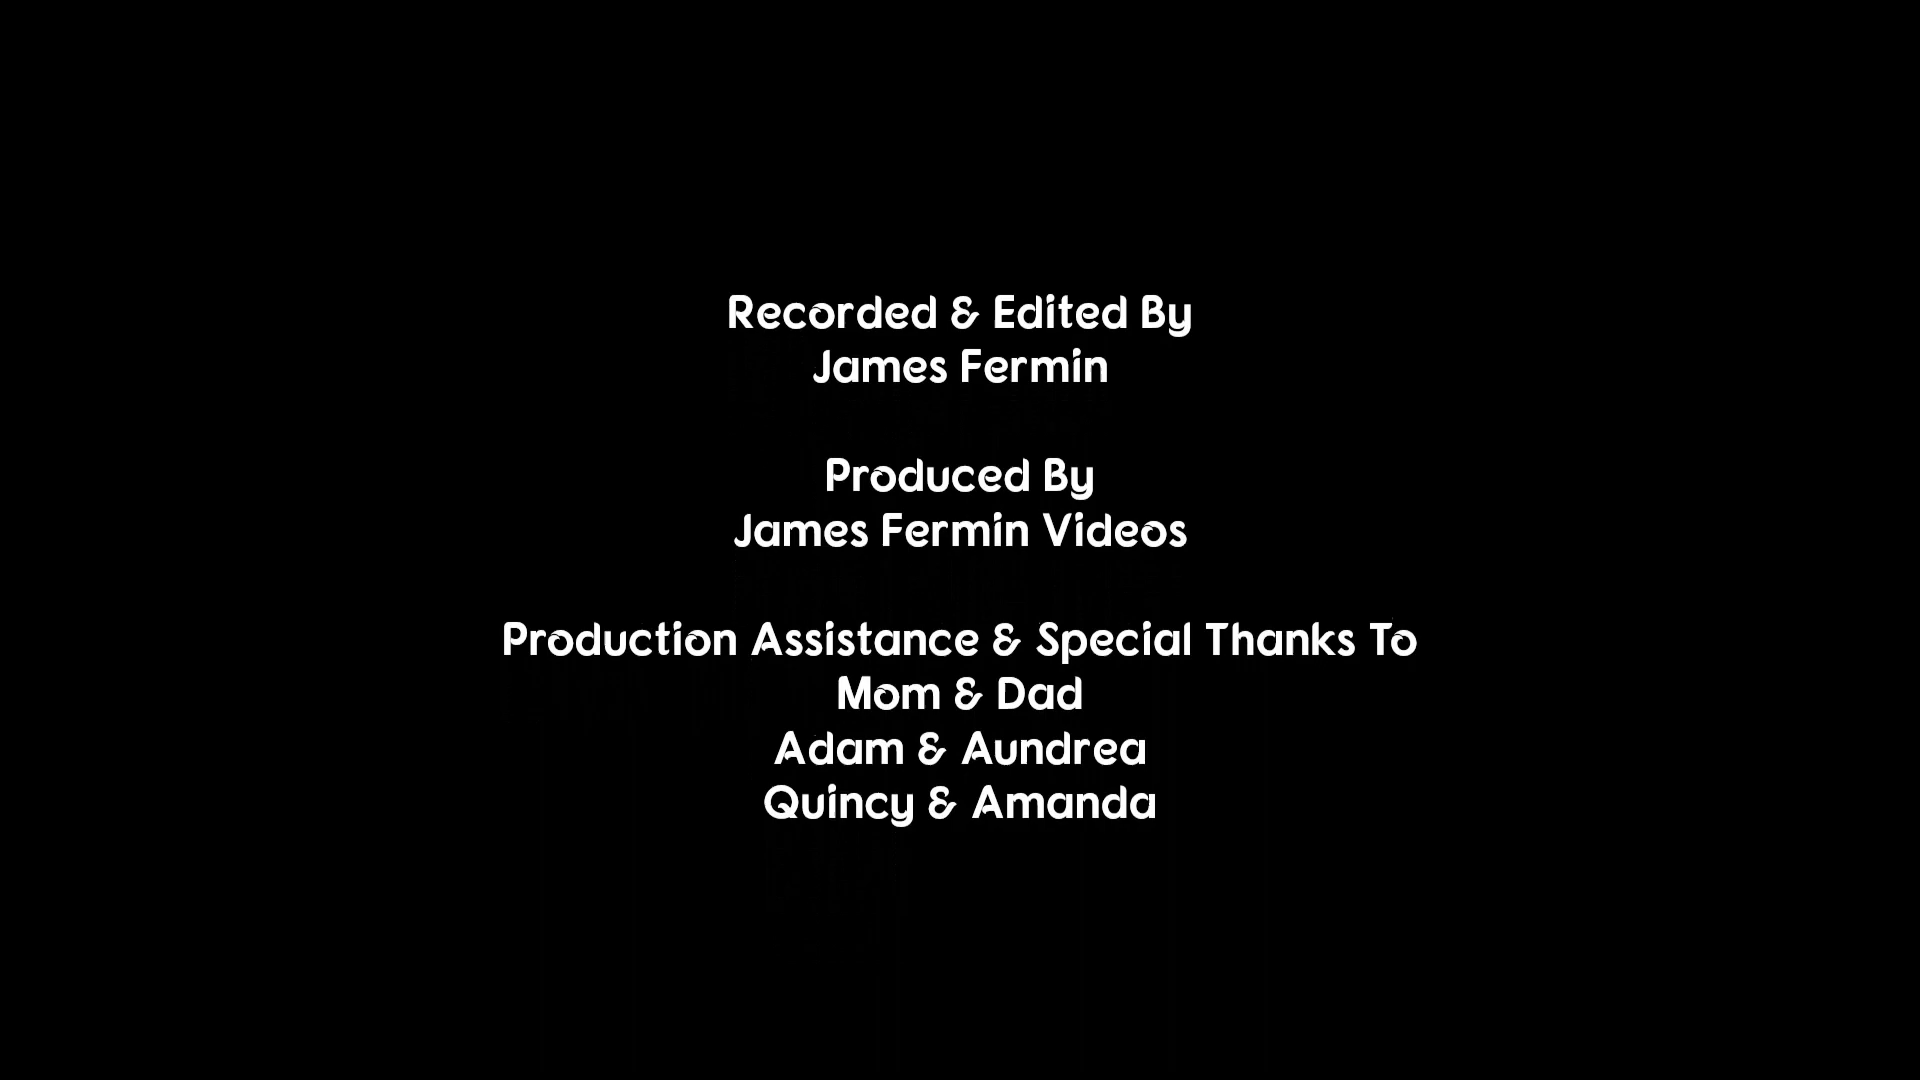 Recorded & Edited By
James Fermin
Produced By
James Fermin Videos
Production Assistance & Special Thanks To
Mom & Dad
Adam & Aundrea
Quincy & Amanda